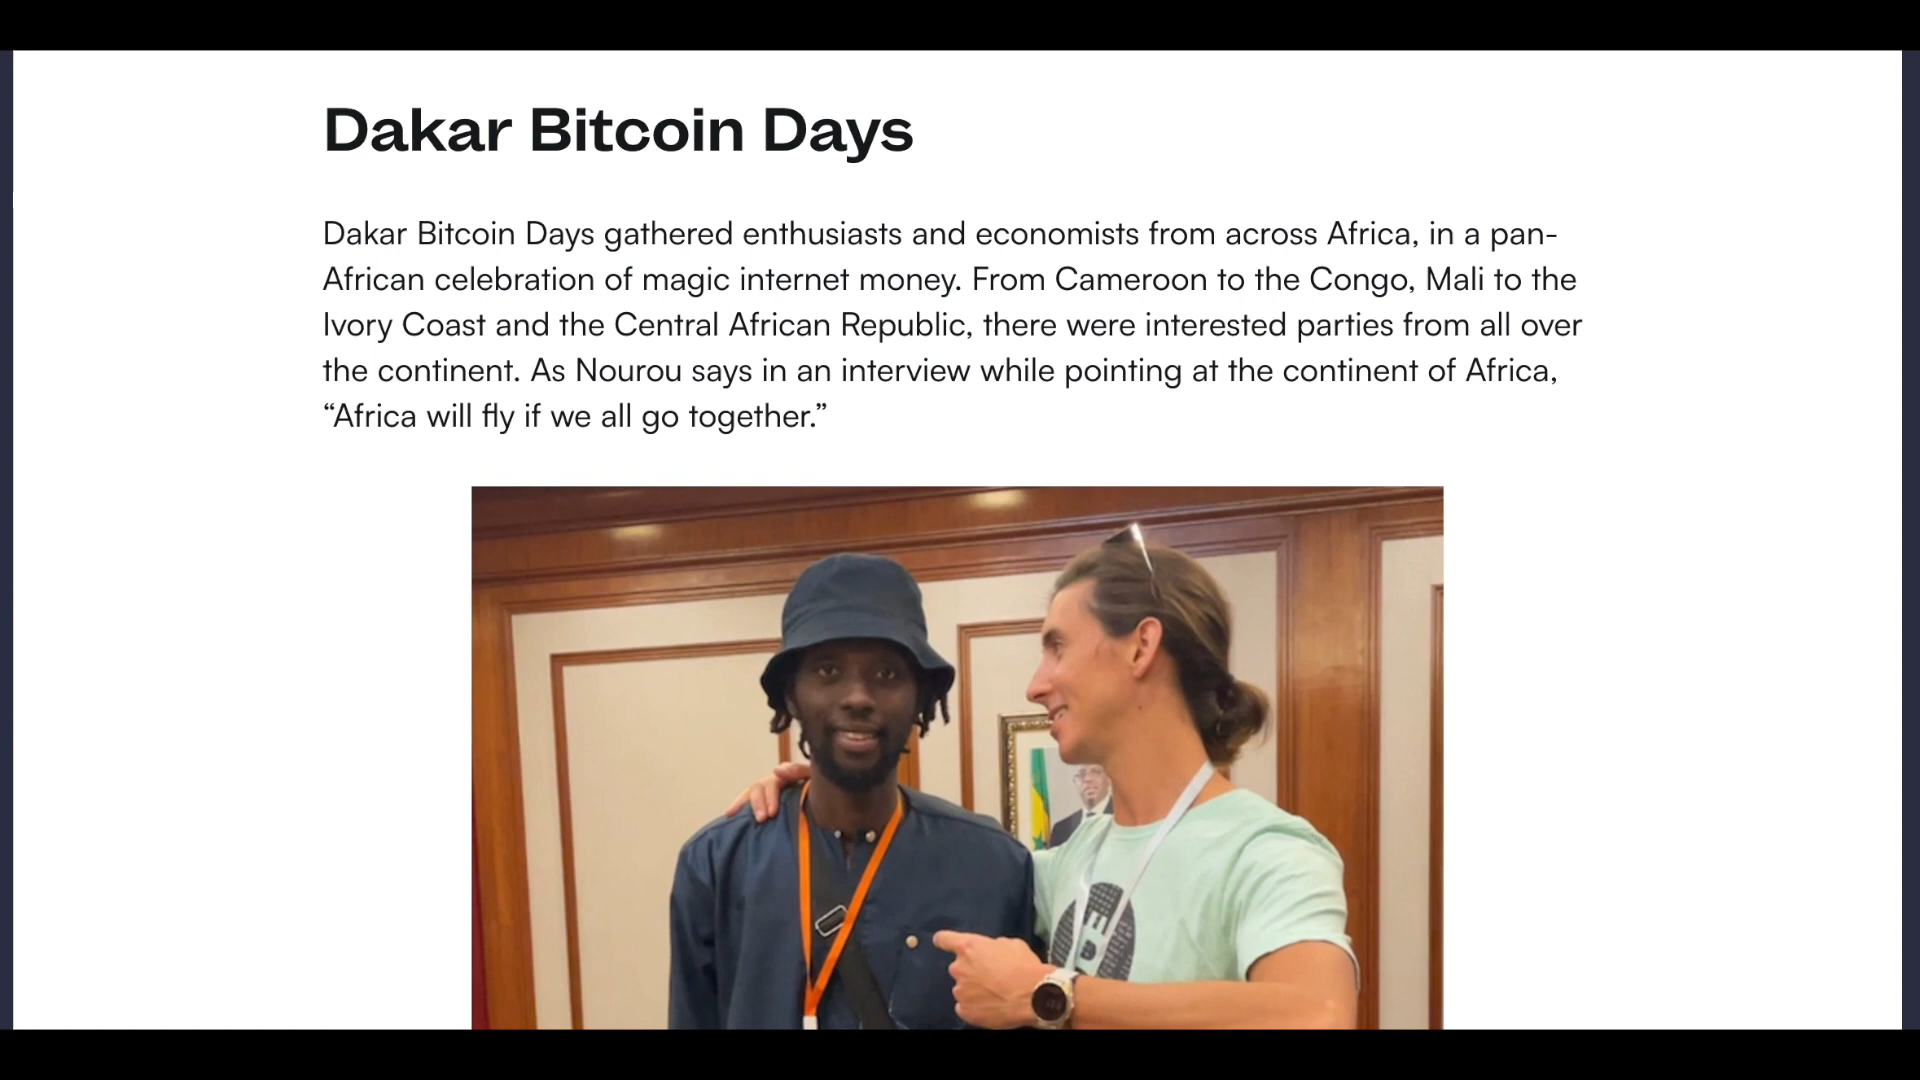 Dakar Bitcoin Days
Dakar Bitcoin Days gathered enthusiasts and economists from across Africa, in a pan-
African celebration of magic internet money. From Cameroon to the Congo, Mali to the
Ivory Coast and the Central African Republic, there were interested parties from all over
the continent. As Nourou says in an interview while pointing at the continent of Africa,
“Africa will fly if we all go together.”